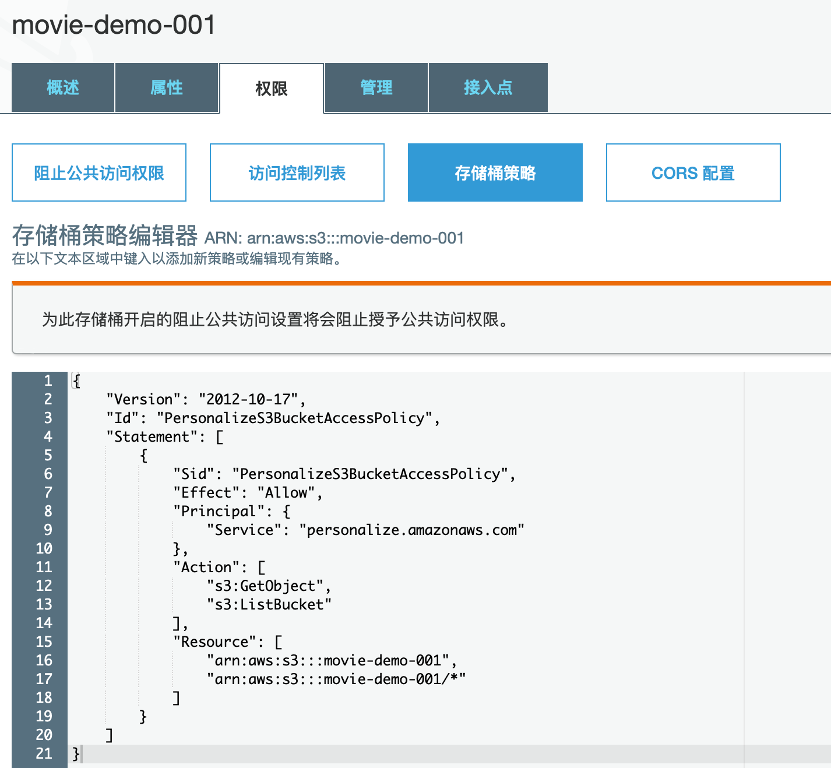 movie-demo-001
概述 属性 权限 管理 接入点
阻止公共访问权限 访问控制列表 存储桶策略 CORS 配置
存储桶策略编辑器 ARN: arn:aws:s3:::movie-demo-001
在以下文本区域中键入以添加新策略或编辑现有策略。
为此存储桶开启的阻止公共访问设置将会阻止授予公共访问权限。
1 {
2 "Version": "2012-10-17",
3 "Id": "PersonalizeS3BucketAccessPolicy",
4 "Statement": [
5 {
6 "Sid": "PersonalizeS3BucketAccessPolicy",
7 "Effect": "Allow",
8 "Principal": {
9 "Service": "personalize.amazonaws.com"
10 },
11 "Action": [
12 "s3:GetObject",
13 "s3:ListBucket"
14 ],
15 "Resource": [
16 "arn:aws:s3:::movie-demo-001",
17 "arn:aws:s3:::movie-demo-001/*"
18 ]
19 }
20 ]
21 }